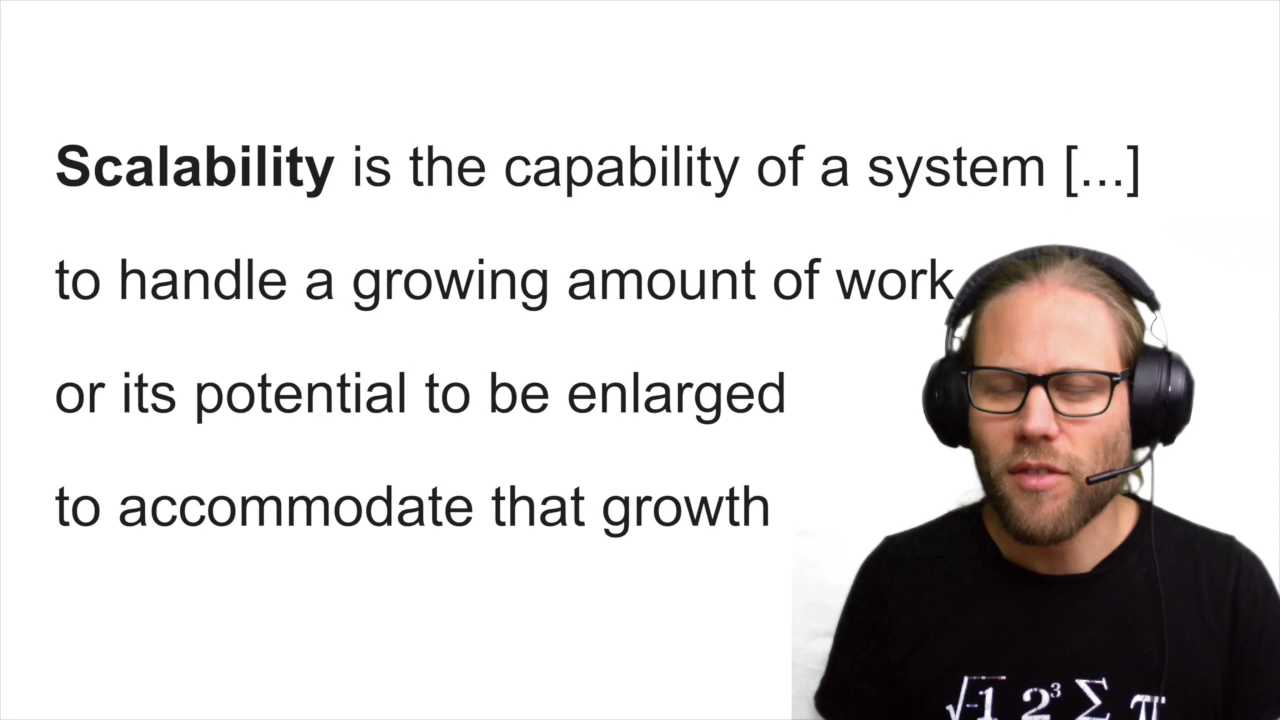 Scalability is the capability of a system [...]
to handle a growing amount of work
or its potential to be enlarged
to accommodate that growth
√-1 2³ Σ π